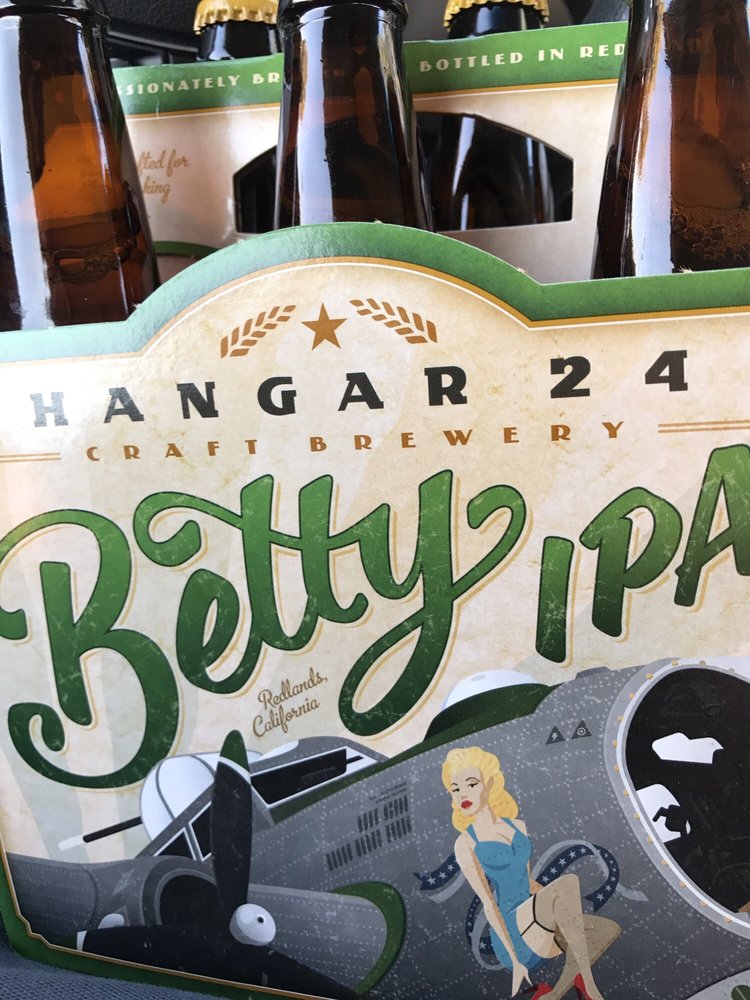 BOTTLED IN RED
HANGAR 24
CRAFT BREWERY
Betty IPA
Redlands,
California